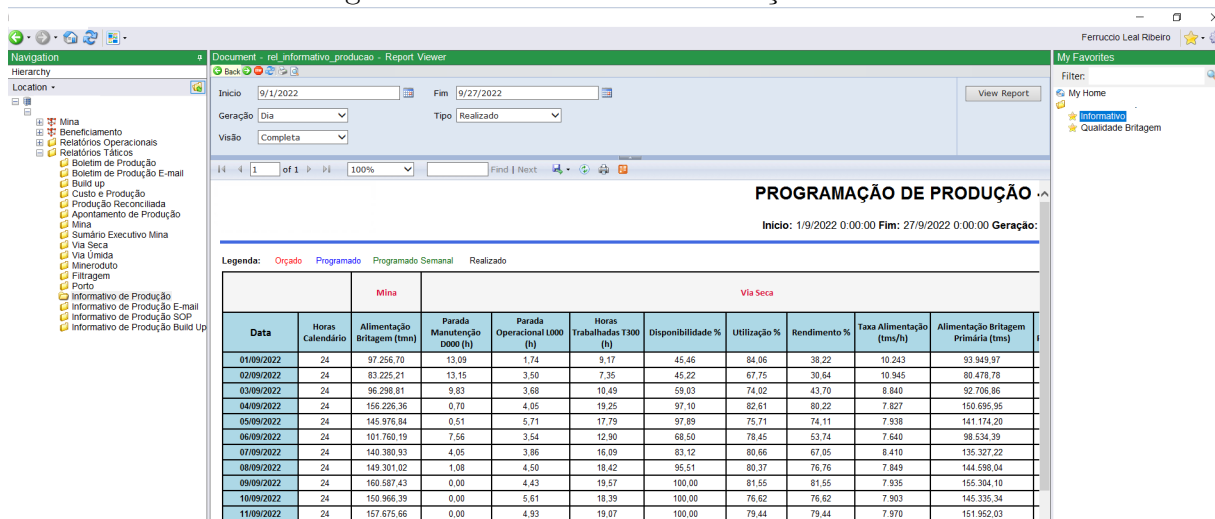 Ferruccio Leal Ribeiro
Navigation
Document - rel_informativo_producao - Report Viewer
My Favorites
Hierarchy
Back
Filter:
Location
Inicio 9/1/2022 Fim 9/27/2022 View Report
My Home
Geração Dia Tipo Realizado
Informativo
Visão Completa
Qualidade Britagem
Mina
Beneficiamento
Relatórios Operacionais
Relatórios Táticos
Boletim de Produção
Boletim de Produção E-mail
Build up
Custo e Produção
Produção Reconciliada
Apontamento de Produção
Mina
Sumário Executivo Mina
Via Seca
Via Úmida
Mineroduto
Filtragem
Porto
Informativo de Produção
Informativo de Produção E-mail
Informativo de Produção SOP
Informativo de Produção Build Up
1 of 1 100% Find | Next
PROGRAMAÇÃO DE PRODUÇÃO -
Inicio: 1/9/2022 0:00:00 Fim: 27/9/2022 0:00:00 Geração:
Legenda: Orçado Programado Programado Semanal Realizado
Mina Via Seca
Data Horas Calendário Alimentação Britagem (tmn) Parada Manutenção D000 (h) Parada Operacional L000 (h) Horas Trabalhadas T300 (h) Disponibilidade % Utilização % Rendimento % Taxa Alimentação (tms/h) Alimentação Britagem Primária (tms)
01/09/2022 24 97.256,70 13,09 1,74 9,17 45,46 84,06 38,22 10.243 93.949,97
02/09/2022 24 83.225,21 13,15 3,50 7,35 45,22 67,75 30,64 10.945 80.478,78
03/09/2022 24 96.298,81 9,83 3,68 10,49 59,03 74,02 43,70 8.840 92.706,86
04/09/2022 24 156.226,36 0,70 4,05 19,25 97,10 82,61 80,22 7.827 150.695,95
05/09/2022 24 145.976,84 0,51 5,71 17,79 97,89 75,71 74,11 7.938 141.174,20
06/09/2022 24 101.760,19 7,56 3,54 12,90 68,50 78,45 53,74 7.640 98.534,39
07/09/2022 24 140.380,93 4,05 3,86 16,09 83,12 80,66 67,05 8.410 135.327,22
08/09/2022 24 149.301,02 1,08 4,50 18,42 95,51 80,37 76,76 7.849 144.598,04
09/09/2022 24 160.587,43 0,00 4,43 19,57 100,00 81,55 81,55 7.935 155.304,10
10/09/2022 24 150.966,39 0,00 5,61 18,39 100,00 76,62 76,62 7.903 145.335,34
11/09/2022 24 157.675,66 0,00 4,93 19,07 100,00 79,44 79,44 7.970 151.952,03